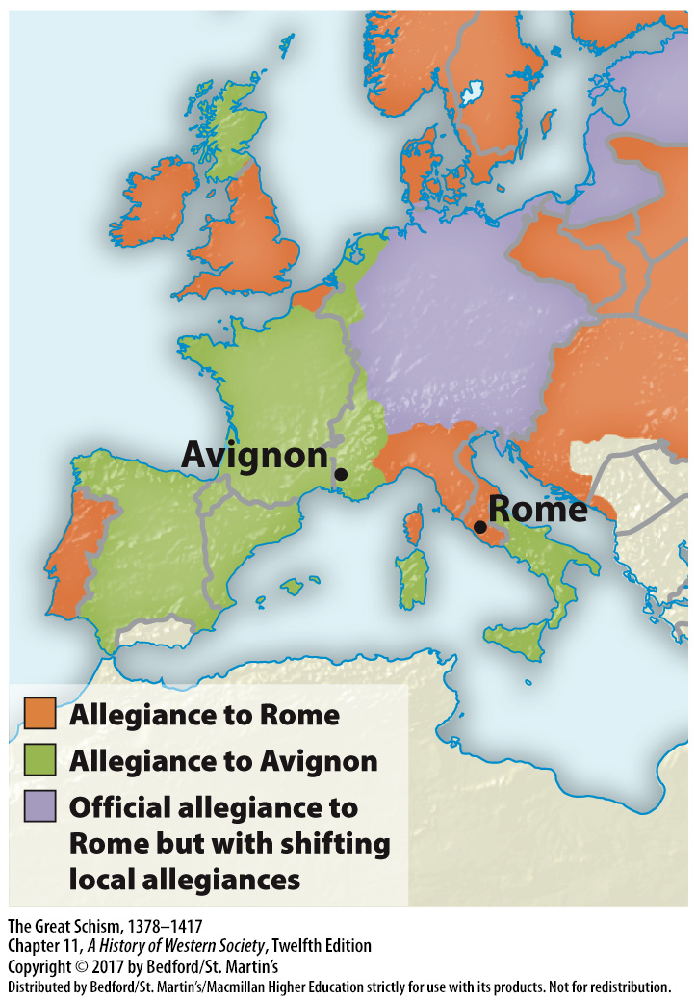 Avignon
Rome
Allegiance to Rome
Allegiance to Avignon
Official allegiance to
Rome but with shifting
local allegiances
The Great Schism, 1378–1417
Chapter 11, A History of Western Society, Twelfth Edition
Copyright © 2017 by Bedford/St. Martin’s
Distributed by Bedford/St. Martin’s/Macmillan Higher Education strictly for use with its products. Not for redistribution.